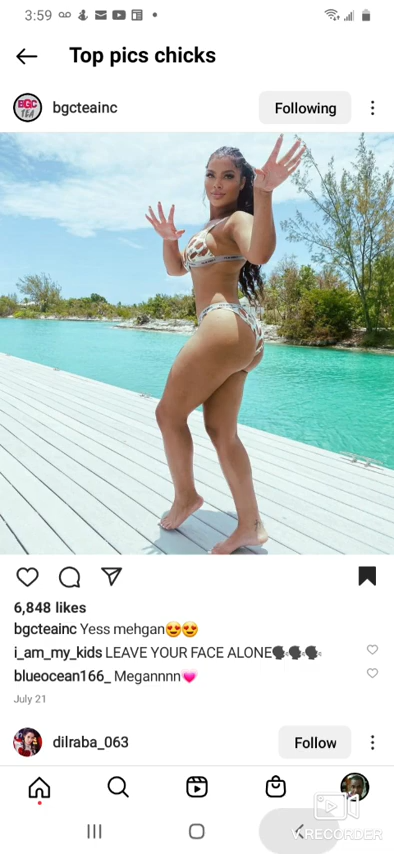 3:59
Top pics chicks
BGC
bgcteainc
Following
6,848 likes
bgcteainc Yess mehgan😍😍
i_am_my_kids LEAVE YOUR FACE ALONE🗣🗣🗣
blueocean166_ Megannnn💗
July 21
dilraba_063
Follow
V.RECORDER